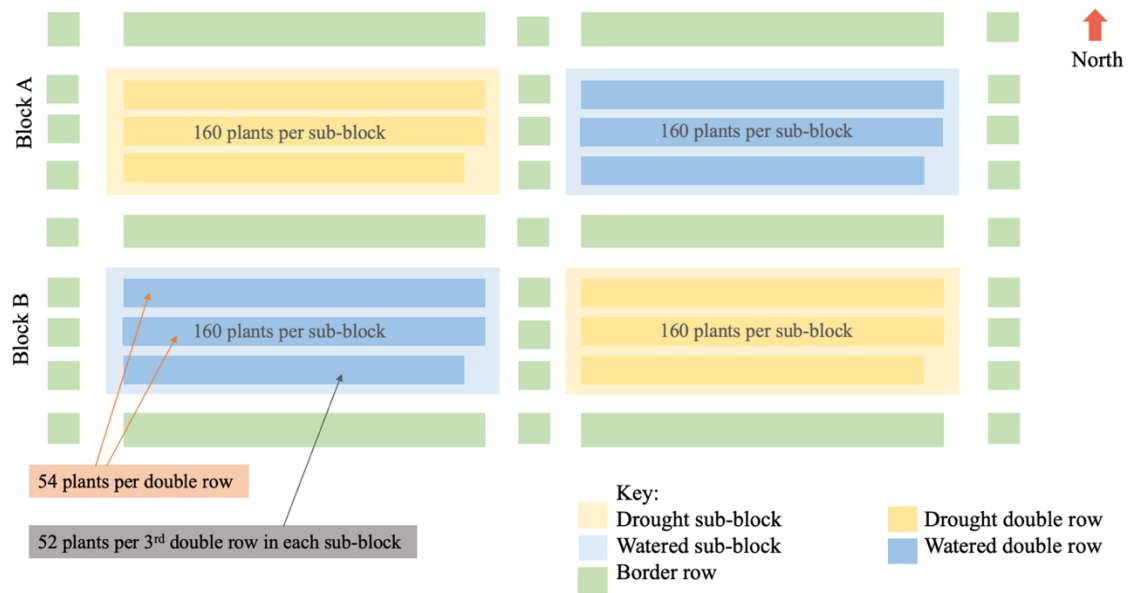 North
Block A
160 plants per sub-block
160 plants per sub-block
Block B
160 plants per sub-block
160 plants per sub-block
54 plants per double row
52 plants per 3rd double row in each sub-block
Key:
Drought sub-block
Watered sub-block
Border row
Drought double row
Watered double row